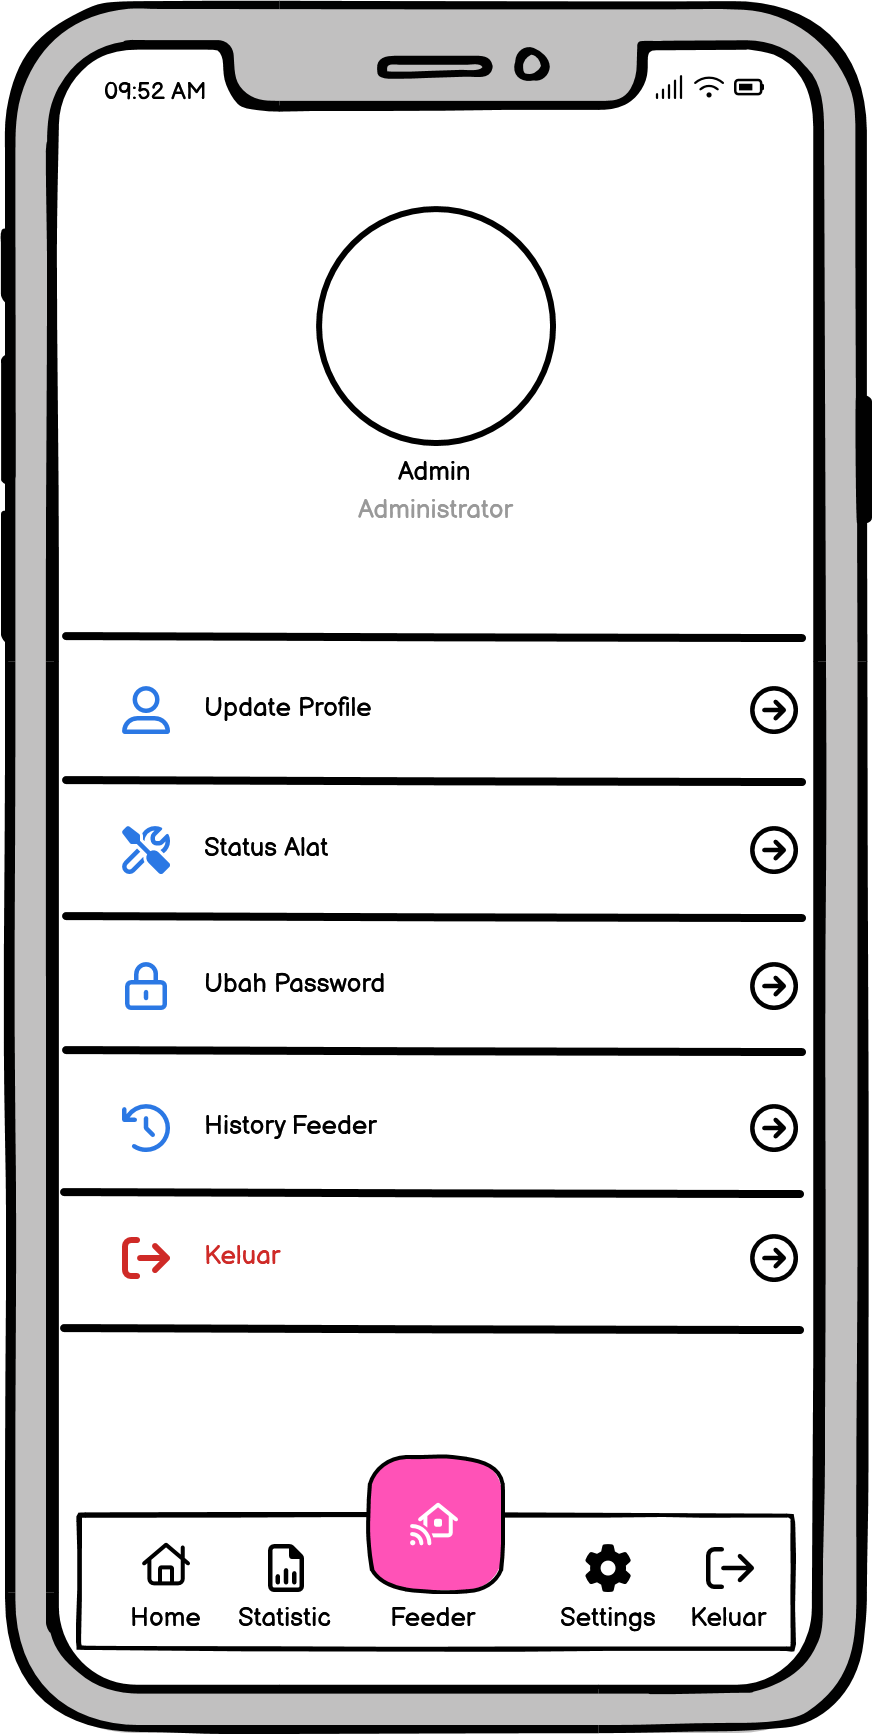 09:52 AM
Admin
Administrator
Update Profile
Status Alat
Ubah Password
History Feeder
Keluar
Home
Statistic
Feeder
Settings
Keluar